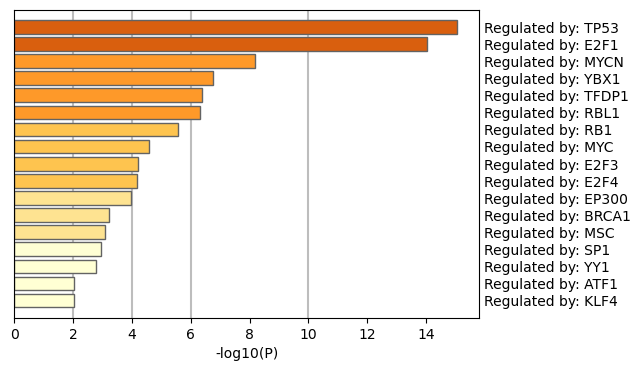 Regulated by: TP53
Regulated by: E2F1
Regulated by: MYCN
Regulated by: YBX1
Regulated by: TFDP1
Regulated by: RBL1
Regulated by: RB1
Regulated by: MYC
Regulated by: E2F3
Regulated by: E2F4
Regulated by: EP300
Regulated by: BRCA1
Regulated by: MSC
Regulated by: SP1
Regulated by: YY1
Regulated by: ATF1
Regulated by: KLF4
0 2 4 6 8 10 12 14
-log10(P)